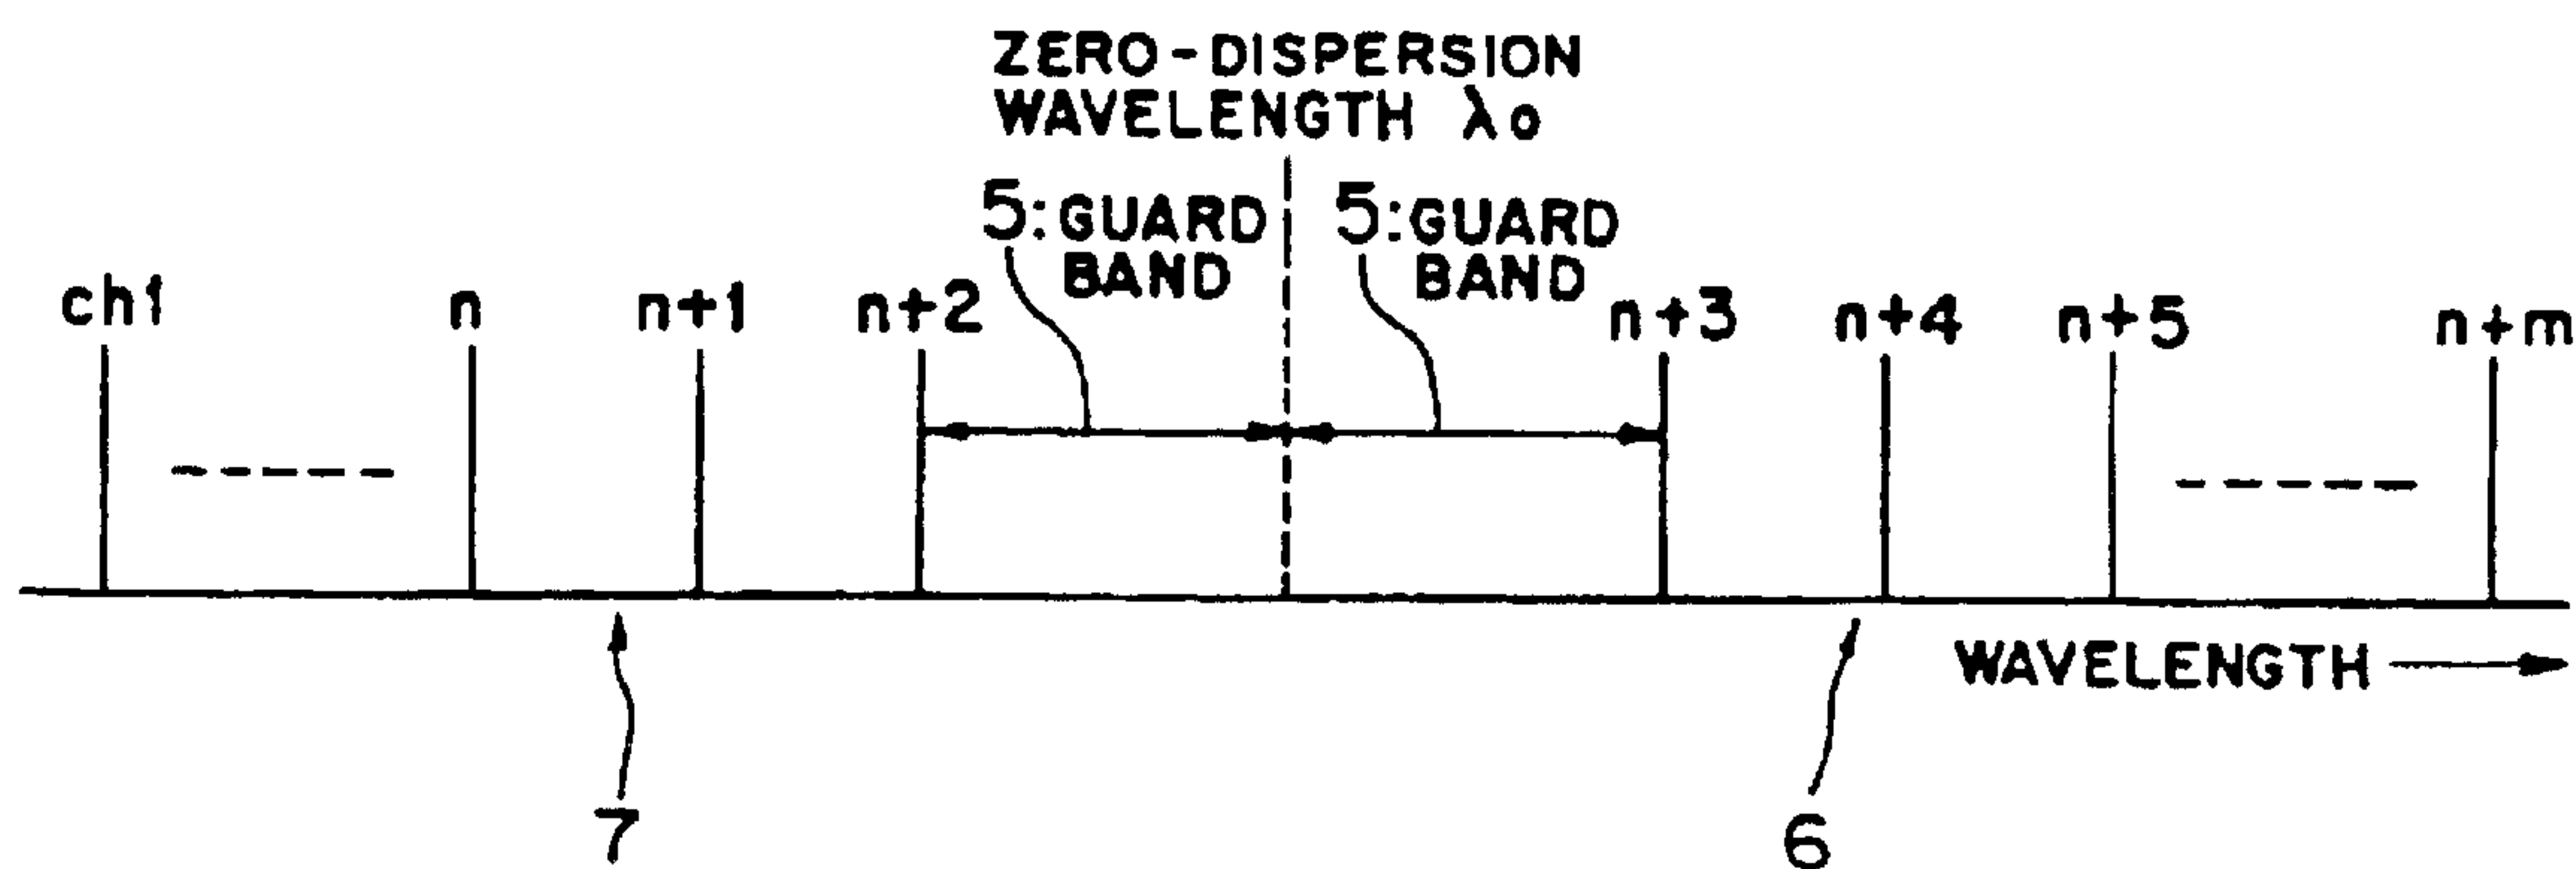 ZERO-DISPERSION
WAVELENGTH λo
5:GUARD
BAND
5:GUARD
BAND
ch1
n
n+1
n+2
n+3
n+4
n+5
n+m
WAVELENGTH
7
6